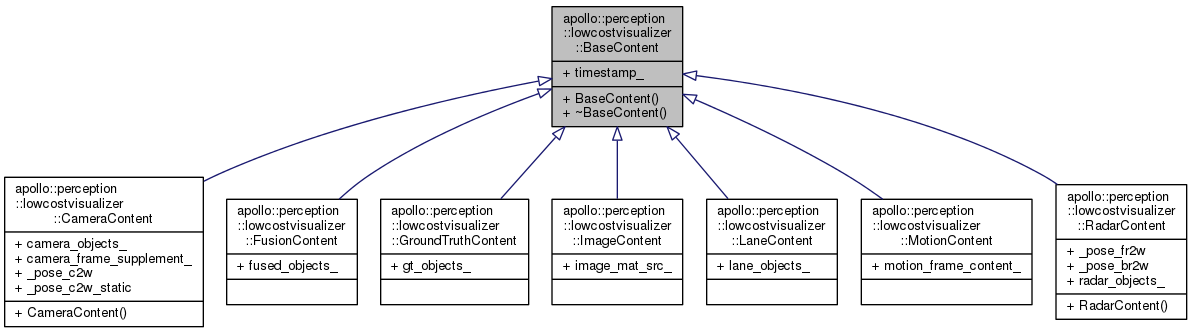 apollo::perception
::lowcostvisualizer
::BaseContent
+ timestamp_
+ BaseContent()
+ ~BaseContent()
apollo::perception
::lowcostvisualizer
::CameraContent
+ camera_objects_
+ camera_frame_supplement_
+ _pose_c2w
+ _pose_c2w_static
+ CameraContent()
apollo::perception
::lowcostvisualizer
::FusionContent
+ fused_objects_
apollo::perception
::lowcostvisualizer
::GroundTruthContent
+ gt_objects_
apollo::perception
::lowcostvisualizer
::ImageContent
+ image_mat_src_
apollo::perception
::lowcostvisualizer
::LaneContent
+ lane_objects_
apollo::perception
::lowcostvisualizer
::MotionContent
+ motion_frame_content_
apollo::perception
::lowcostvisualizer
::RadarContent
+ _pose_fr2w
+ _pose_br2w
+ radar_objects_
+ RadarContent()